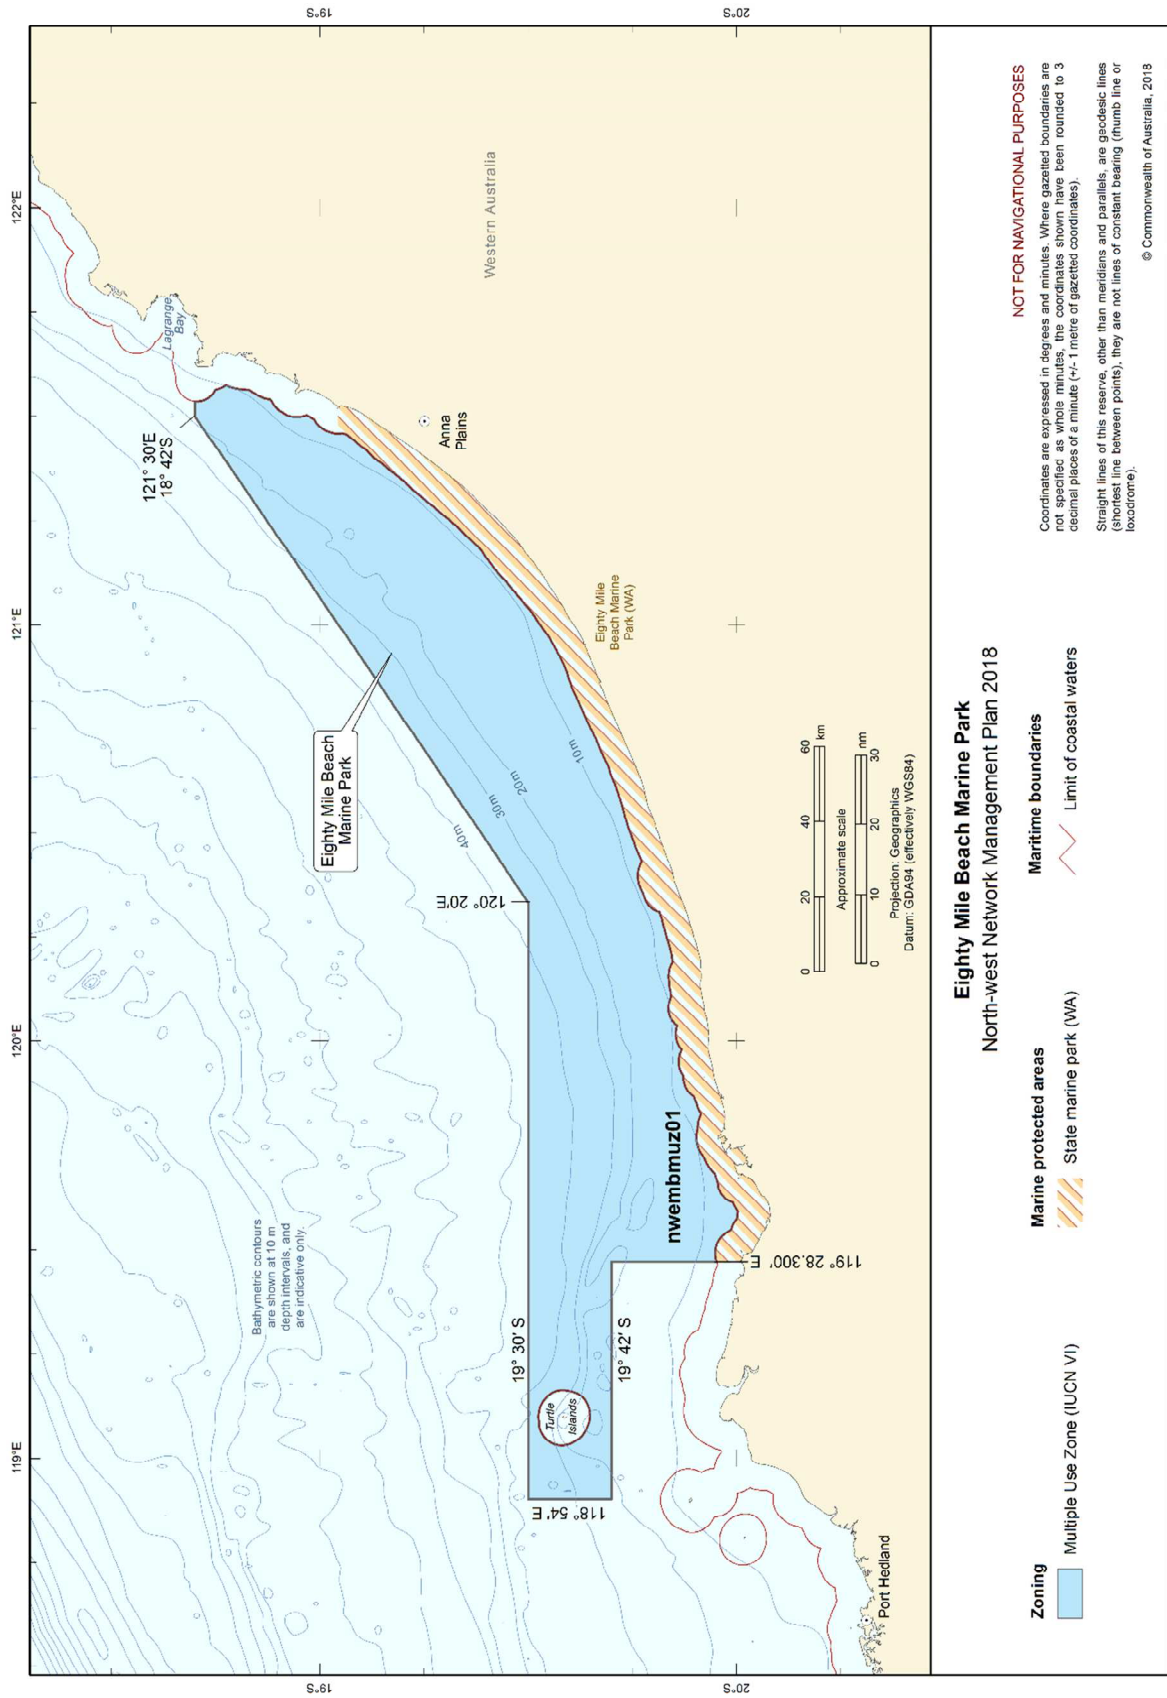 119°E
120°E
121°E
122°E
19°S
19°S
20°S
20°S
Bathymetric contours
are shown at 10 m
depth intervals, and
are indicative only.
Eighty Mile Beach
Marine Park
121° 30'E
18° 42'S
Lagrange
Bay
Western Australia
Anna
Plains
40m
30m
20m
10m
120° 20'E
19° 30' S
Turtle
Islands
118° 54' E
19° 42' S
nwembmuz01
119° 28.300' E
Eighty Mile
Beach Marine
Park (WA)
Port Hedland
0 20 40 60
km
Approximate scale
0 10 20 30
nm
Projection: Geographics
Datum: GDA94 (effectively WGS84)
Eighty Mile Beach Marine Park
North-west Network Management Plan 2018
Zoning
Multiple Use Zone (IUCN VI)
Marine protected areas
State marine park (WA)
Maritime boundaries
Limit of coastal waters
NOT FOR NAVIGATIONAL PURPOSES
Coordinates are expressed in degrees and minutes. Where gazetted boundaries are
not specified as whole minutes, the coordinates shown have been rounded to 3
decimal places of a minute (+/- 1 metre of gazetted coordinates).
Straight lines of this reserve, other than meridians and parallels, are geodesic lines
(shortest line between points), they are not lines of constant bearing (rhumb line or
loxodrome).
© Commonwealth of Australia, 2018